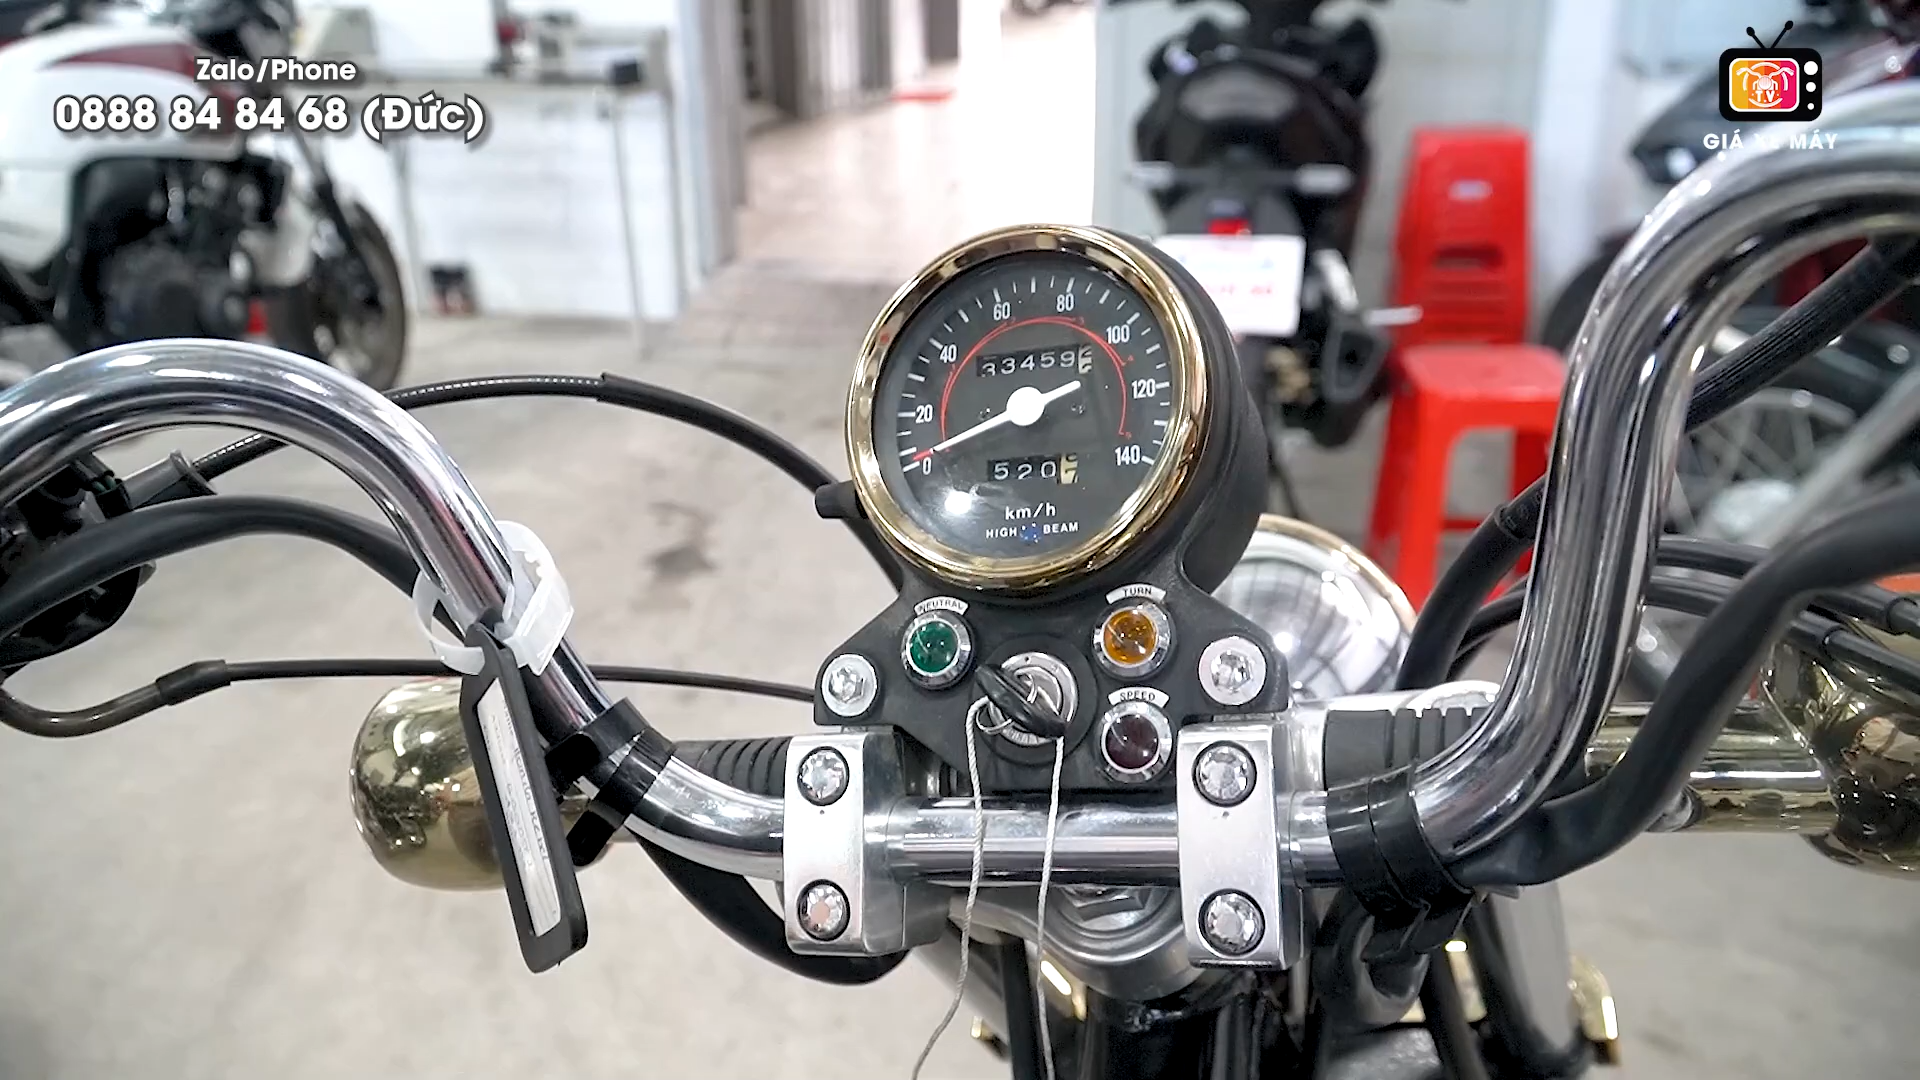 Zalo/Phone
0888 84 84 68 (Đức)
TV
GIÁ XE MÁY
60
80
40
100
33459
20
120
0
140
520
km/h
HIGH BEAM
NEUTRAL
TURN
SPEED